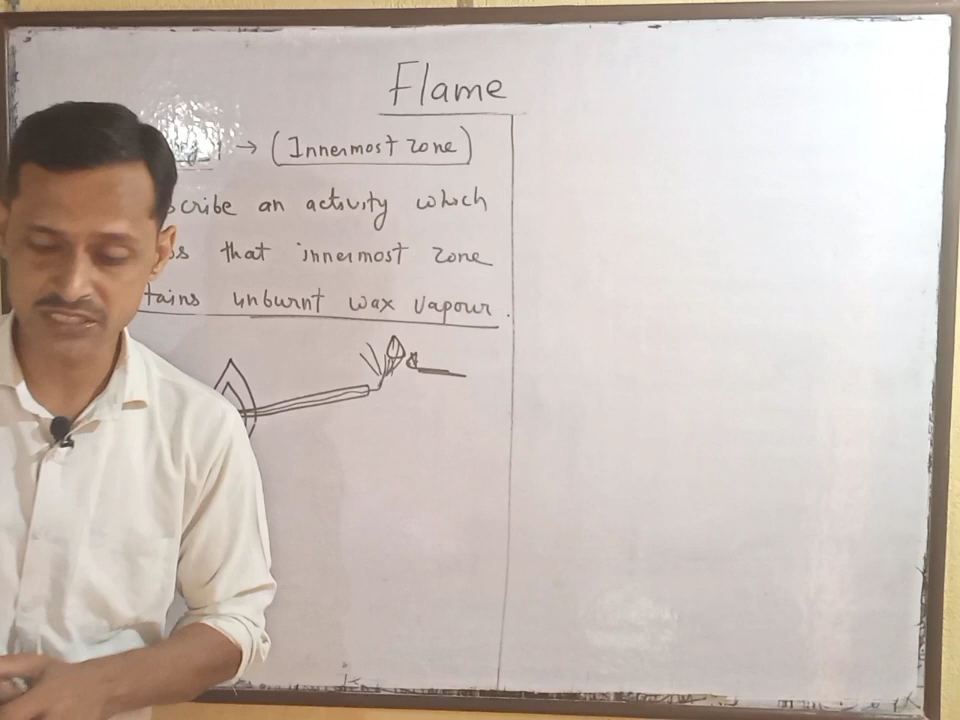 Flame
→ (Innermost zone)
scribe an activity which
s that innermost zone
tains unburnt wax vapour.